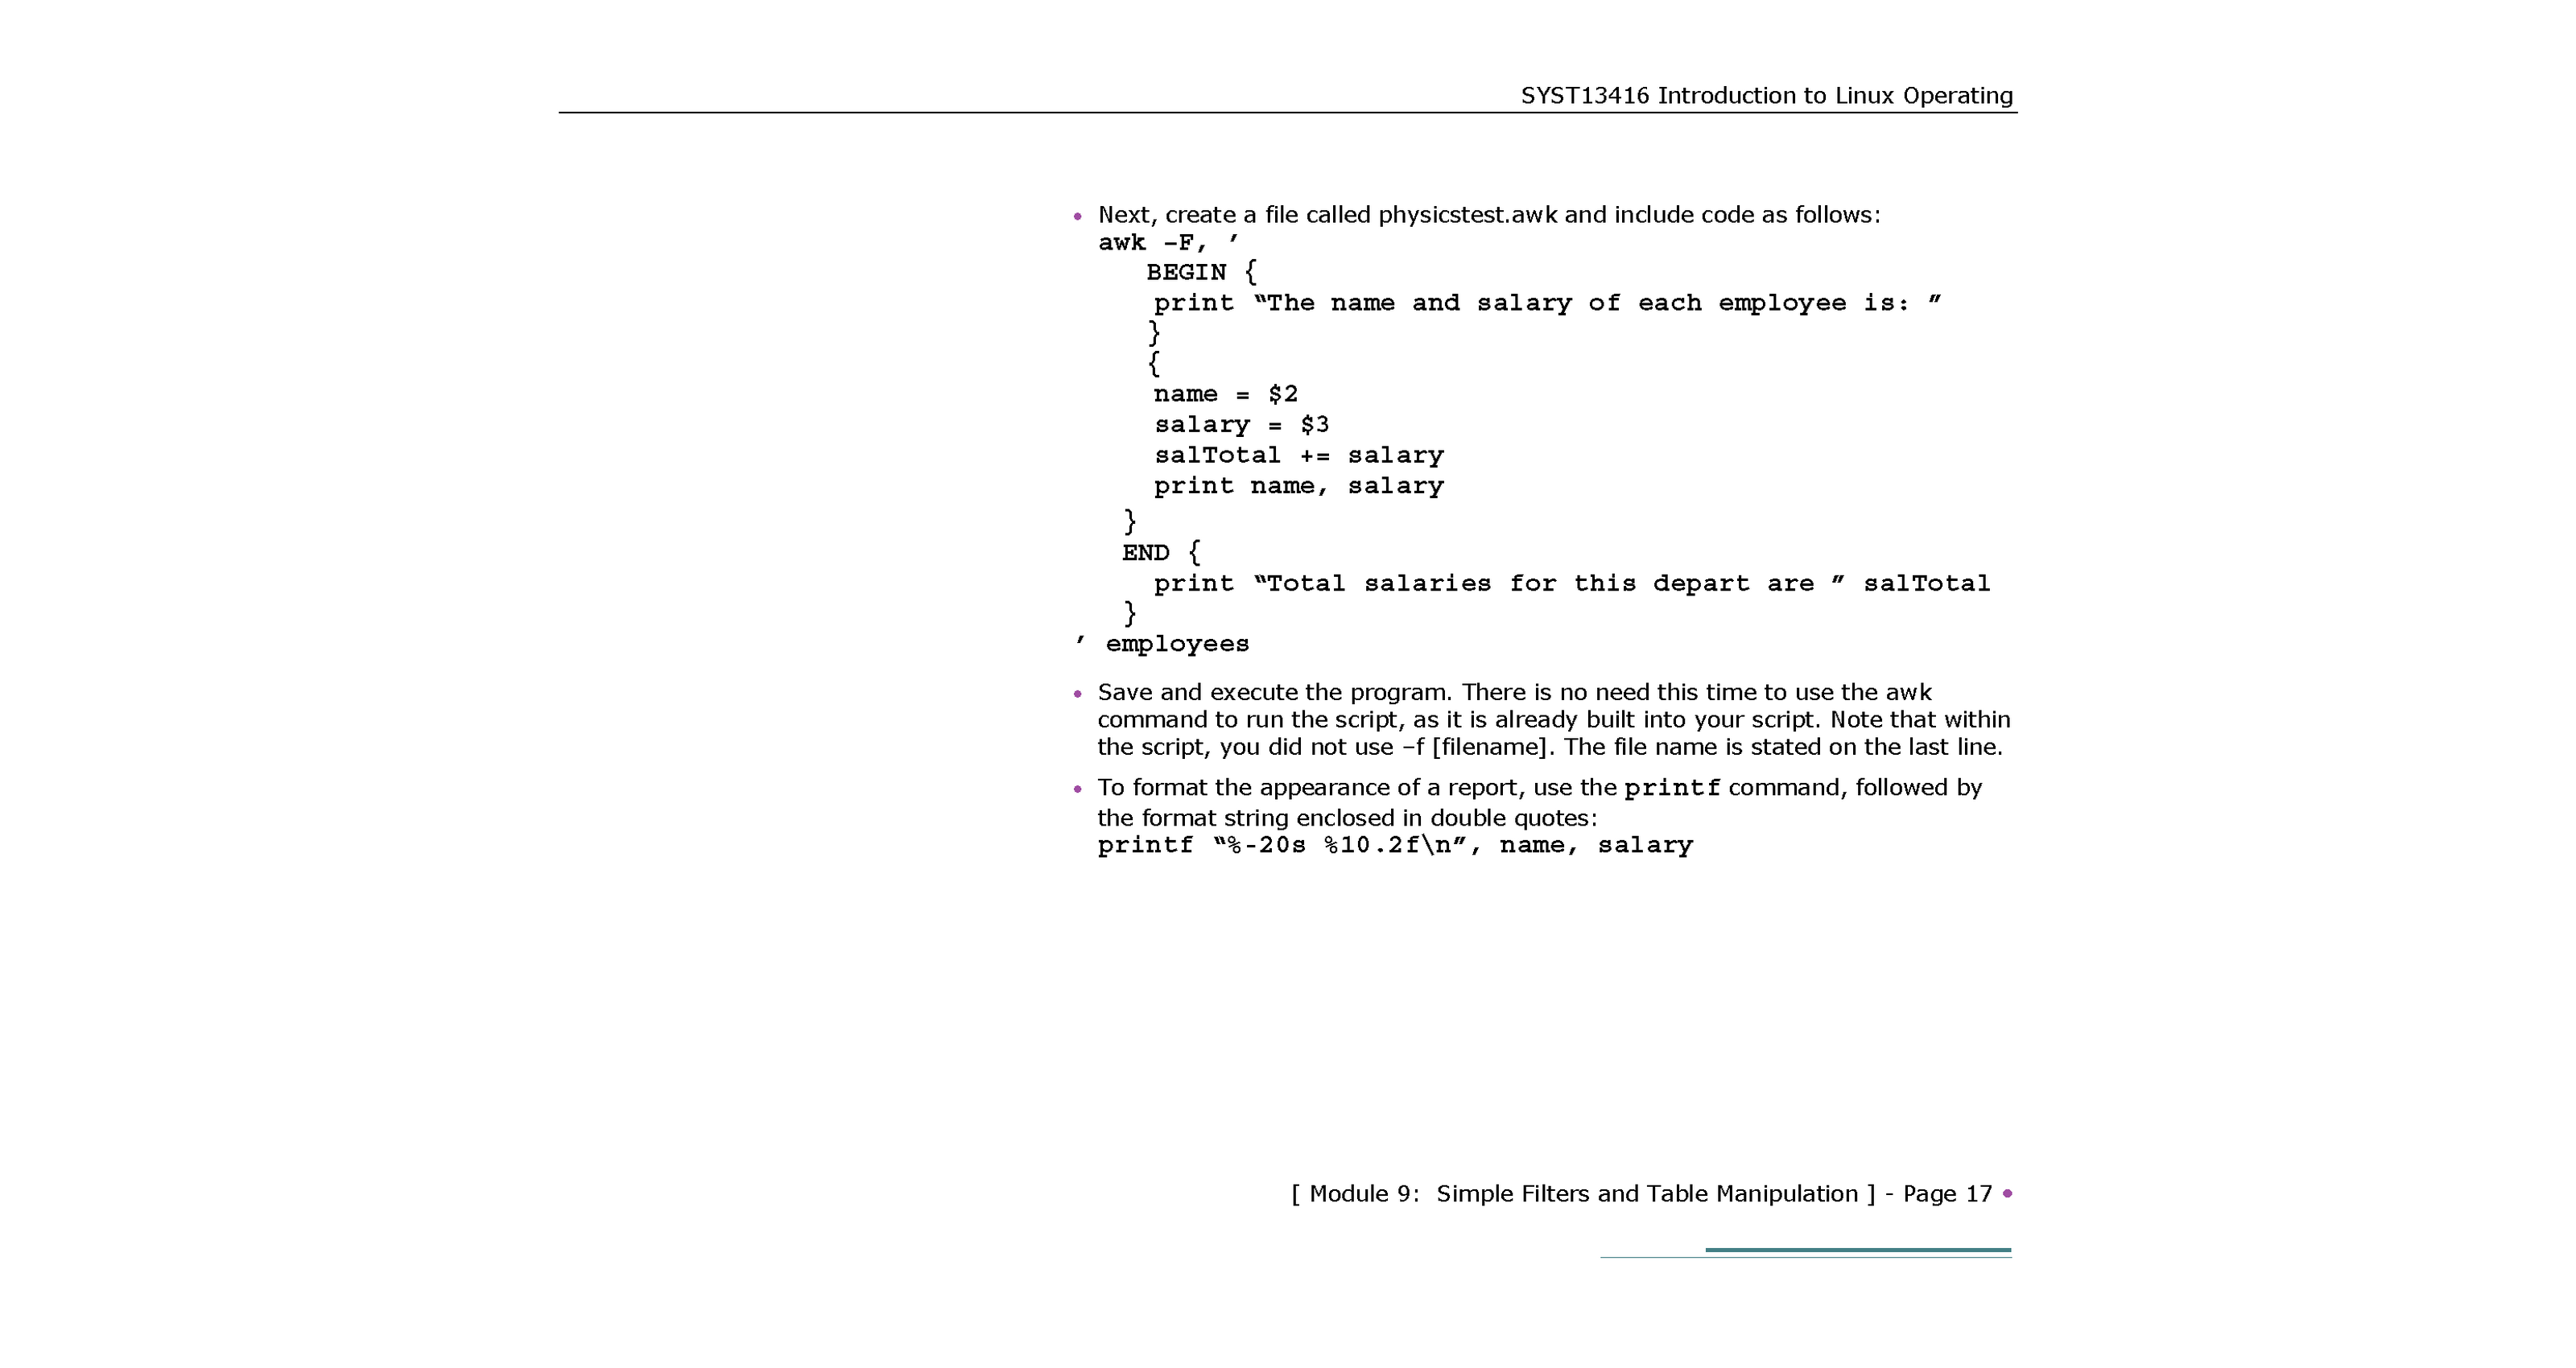 SYST13416 Introduction to Linux Operating
• Next, create a file called physicstest.awk and include code as follows:
awk –F, ’
BEGIN {
print “The name and salary of each employee is: ”
}
{
name = $2
salary = $3
salTotal += salary
print name, salary
}
END {
print “Total salaries for this depart are ” salTotal
}
’ employees
• Save and execute the program. There is no need this time to use the awk
command to run the script, as it is already built into your script. Note that within
the script, you did not use –f [filename]. The file name is stated on the last line.
• To format the appearance of a report, use the printf command, followed by
the format string enclosed in double quotes:
printf “%-20s %10.2f\n”, name, salary
[ Module 9: Simple Filters and Table Manipulation ] - Page 17 •